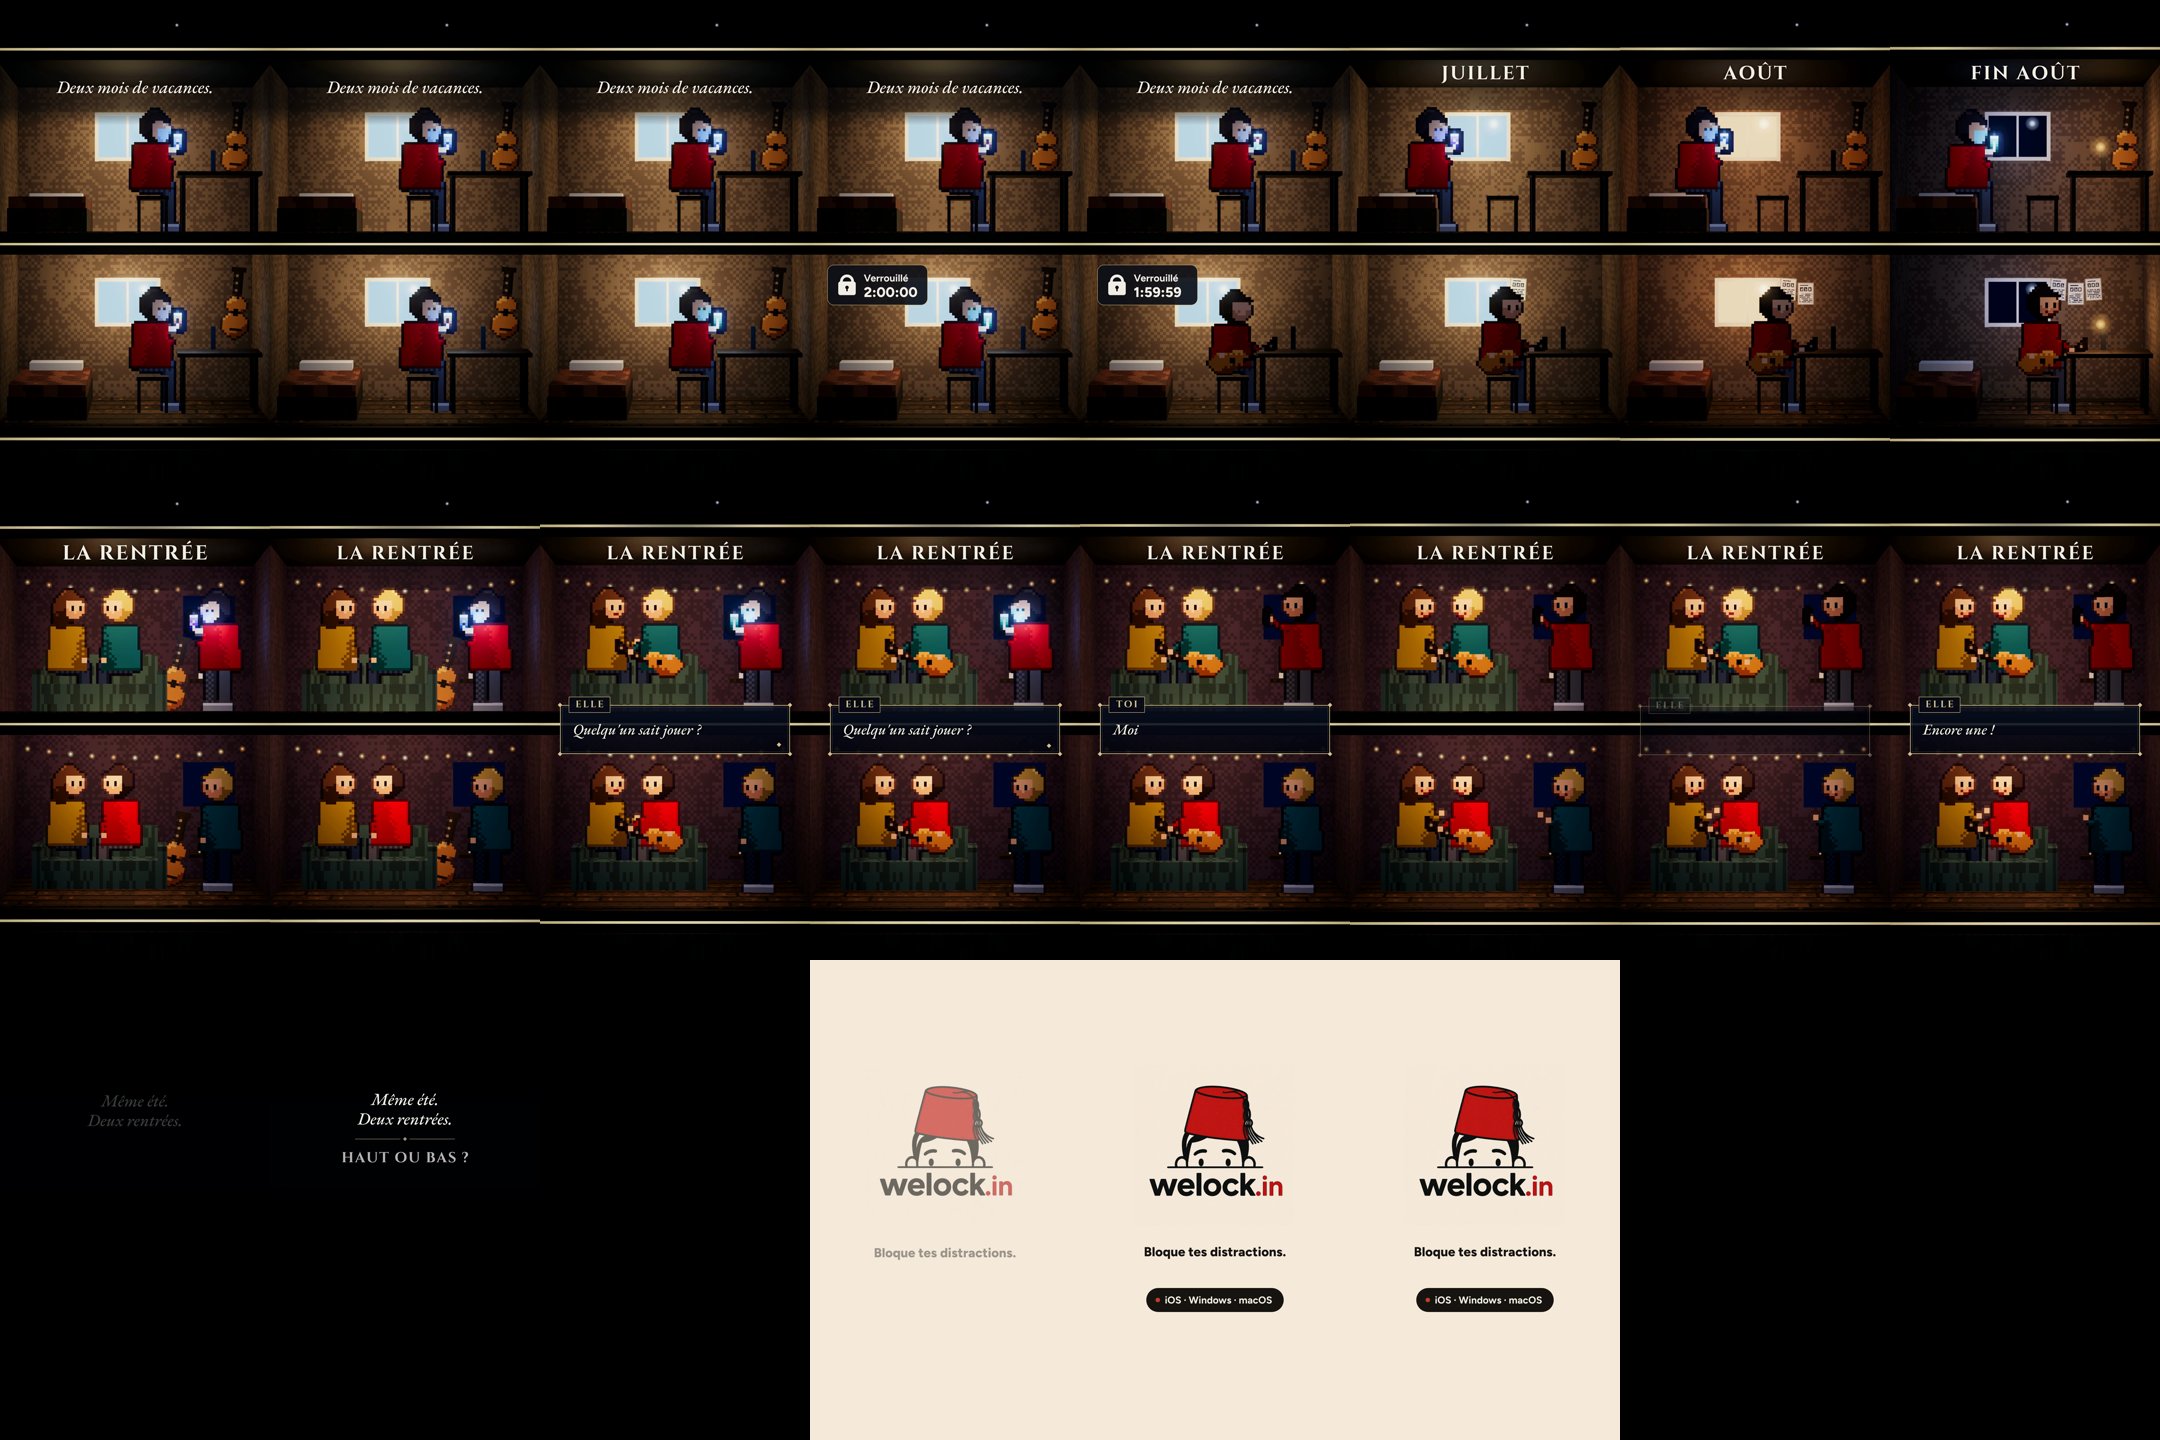 Deux mois de vacances.
Deux mois de vacances.
Deux mois de vacances.
Deux mois de vacances.
Deux mois de vacances.
JUILLET
AOÛT
FIN AOÛT
Verrouillé
2:00:00
Verrouillé
1:59:59
LA RENTRÉE
LA RENTRÉE
LA RENTRÉE
LA RENTRÉE
LA RENTRÉE
LA RENTRÉE
LA RENTRÉE
LA RENTRÉE
ELLE
Quelqu'un sait jouer ?
ELLE
Quelqu'un sait jouer ?
TOI
Moi
ELLE
ELLE
Encore une !
Même été.
Deux rentrées.
Même été.
Deux rentrées.
HAUT OU BAS ?
welock.in
Bloque tes distractions.
welock.in
Bloque tes distractions.
iOS · Windows · macOS
welock.in
Bloque tes distractions.
iOS · Windows · macOS